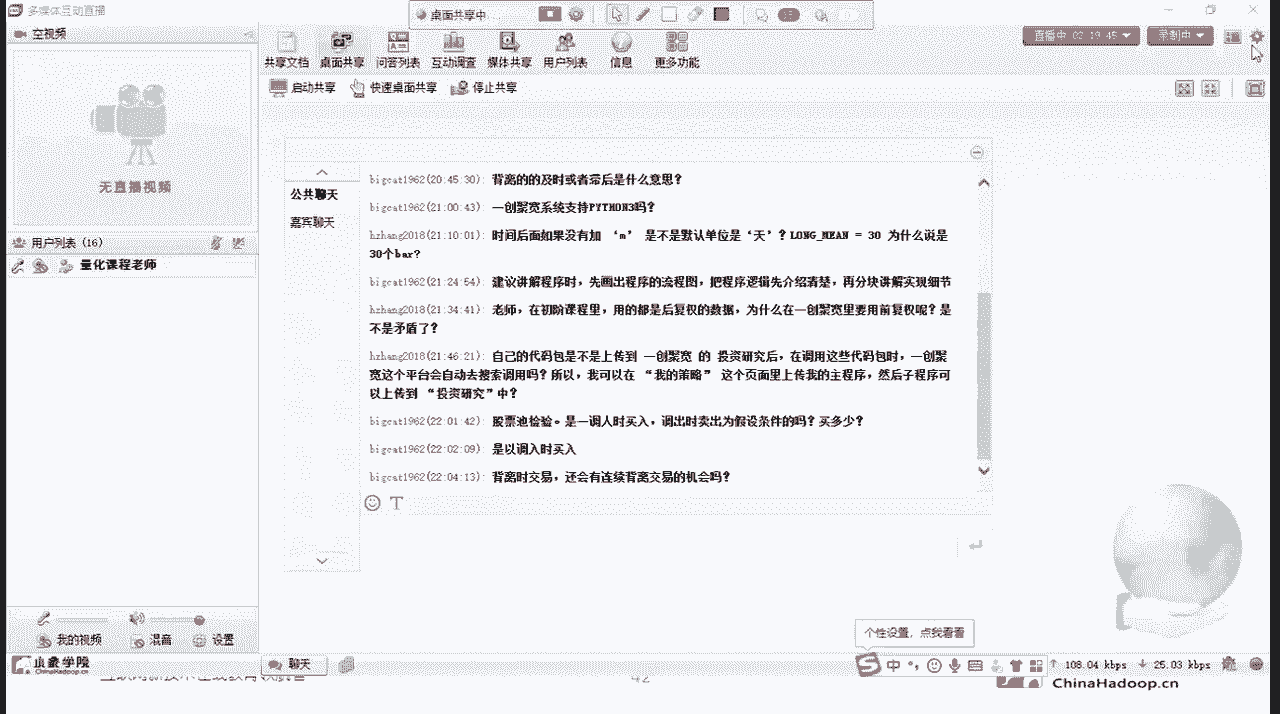 多媒体互动直播
桌面共享中
空视频
共享文档 桌面共享 问答列表 互动调查 媒体共享 用户列表 信息 更多功能
直播中 02:19:45
录制中
启动共享 快速桌面共享 停止共享
无直播视频
用户列表 (16)
量化课程老师
公共聊天
嘉宾聊天
bigcat1962(20:45:30): 背离的的及时或者滞后是什么意思?
bigcat1962(21:00:43): 一创聚宽系统支持PYTHON3吗?
hzhang2018(21:10:01): 时间后面如果没有加 ‘m’ 是不是默认单位是‘天’? LONG_MEAN = 30 为什么说是
30个bar?
bigcat1962(21:24:54): 建议讲解程序时，先画出程序的流程图，把程序逻辑先介绍清楚，再分块讲解实现细节
hzhang2018(21:34:41): 老师，在初阶课程里，用的都是后复权的数据，为什么在一创聚宽里要用前复权呢? 是
不是矛盾了?
hzhang2018(21:46:21): 自己的代码包是不是上传到 一创聚宽 的 投资研究后，在调用这些代码包时，一创聚
宽这个平台会自动去搜索调用吗? 所以，我可以在 “我的策略” 这个页面里上传我的主程序，然后子程序可
以上传到 “投资研究”中?
bigcat1962(22:01:42): 股票池检验。是一调人时买入，调出时卖出为假设条件的吗? 买多少?
bigcat1962(22:02:09): 是以调入时买入
bigcat1962(22:04:13): 背离时交易，还会有连续背离交易的机会吗?
个性设置，点我看看
我的视频 混音 设置
小象学院
ChinaHadoop.cn
聊天
中
108.04 kbps
25.03 kbps
42
ChinaHadoop.cn